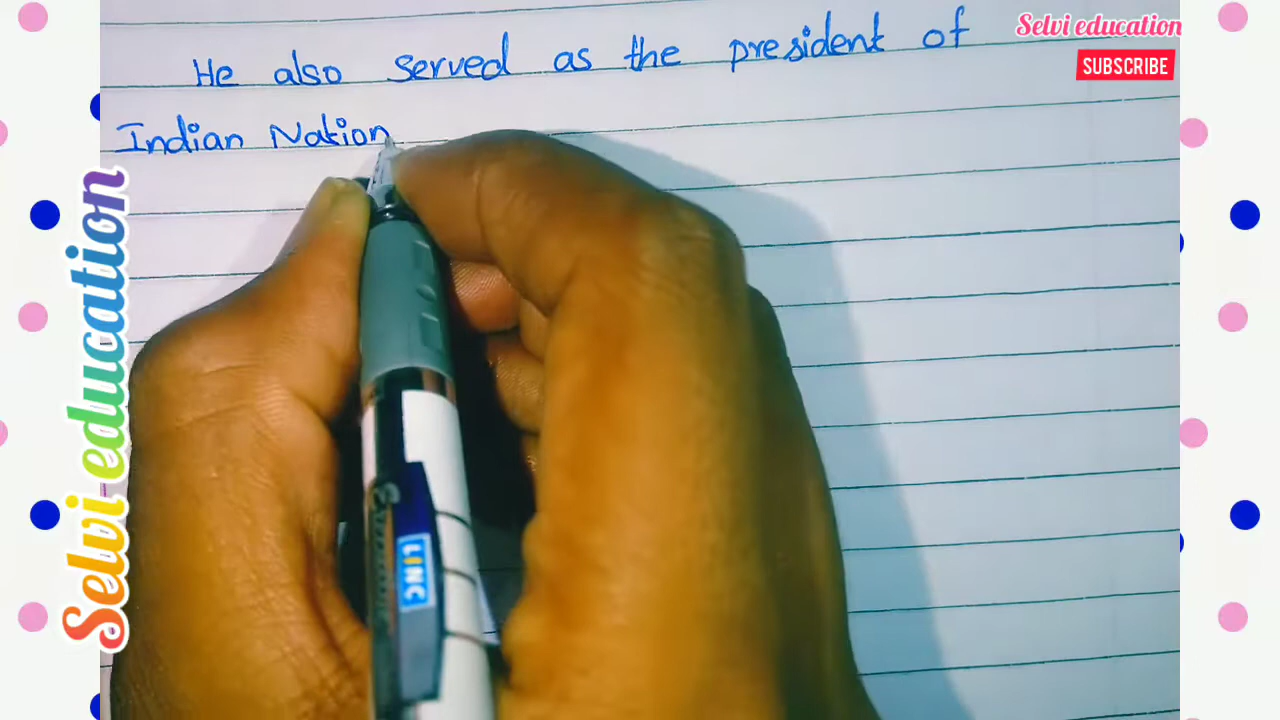 He also served as the president of
Indian Nation
Selvi education
SUBSCRIBE
Selvi education
LINC